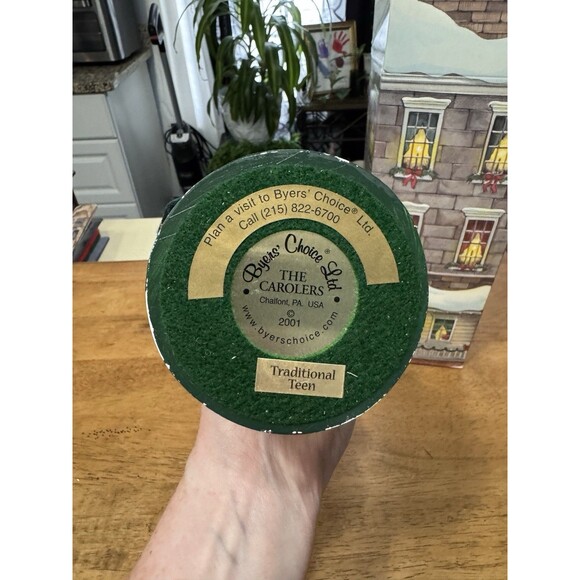 Plan a visit to Byers' Choice® Ltd.
Call (215) 822-6700
Byers' Choice Ltd®
THE
CAROLERS
Chalfont, PA. USA
©
2001
www.byerschoice.com
Traditional
Teen